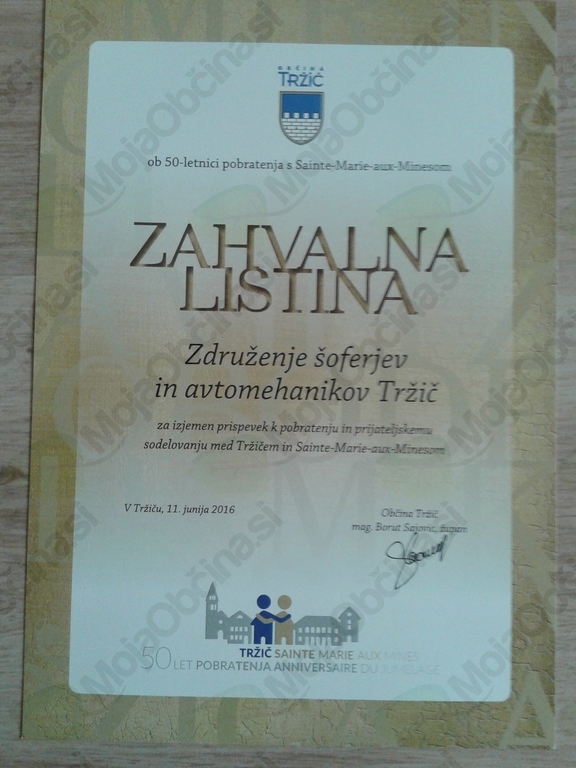 OBČINA
TRŽIČ
ob 50-letnici pobratenja s Sainte-Marie-aux-Minesom
ZAHVALNA
LISTINA
Združenje šoferjev
in avtomehanikov Tržič
za izjemen prispevek k pobratenju in prijateljskemu
sodelovanju med Tržičem in Sainte-Marie-aux-Minesom
V Tržiču, 11. junija 2016
Občina Tržič
mag. Borut Sajovic, župan
TRŽIČ SAINTE MARIE AUX MINES
50 LET POBRATENJA ANNIVERSAIRE DU JUMELAGE
MojaObčina.si